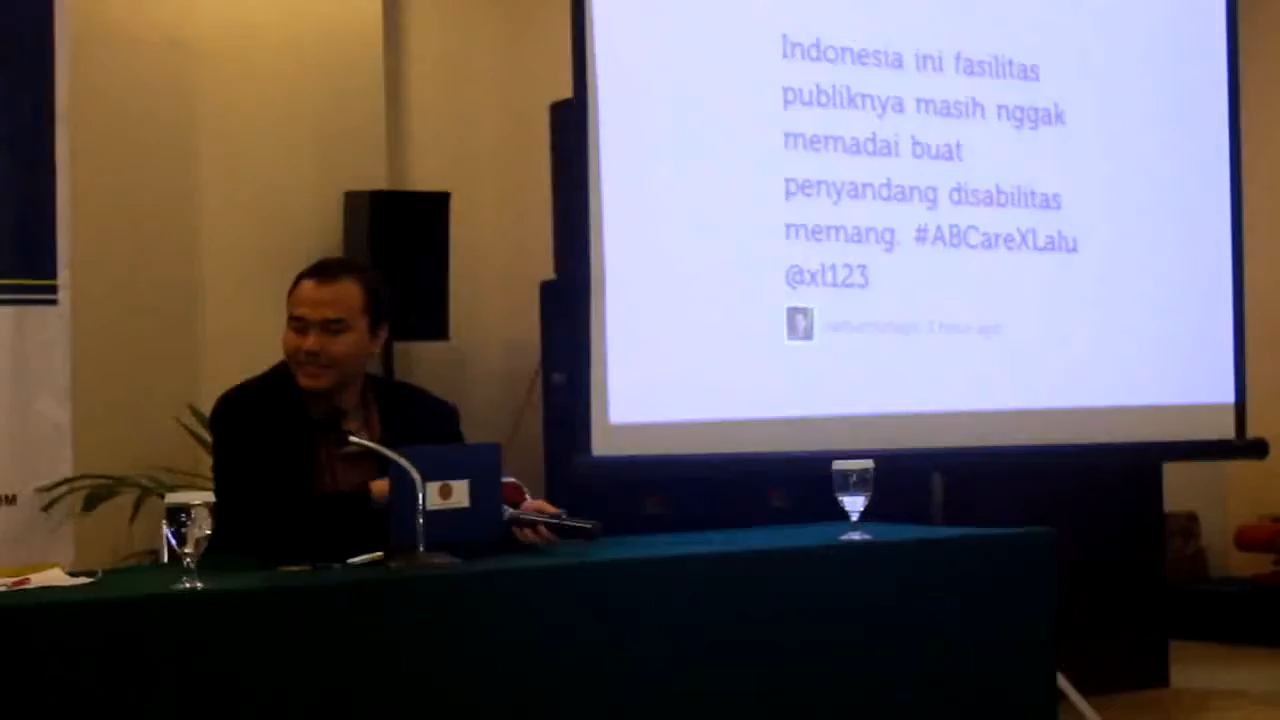 Indonesia ini fasilitas
publiknya masih nggak
memadai buat
penyandang disabilitas
memang. #ABCareXLalu
@xl123